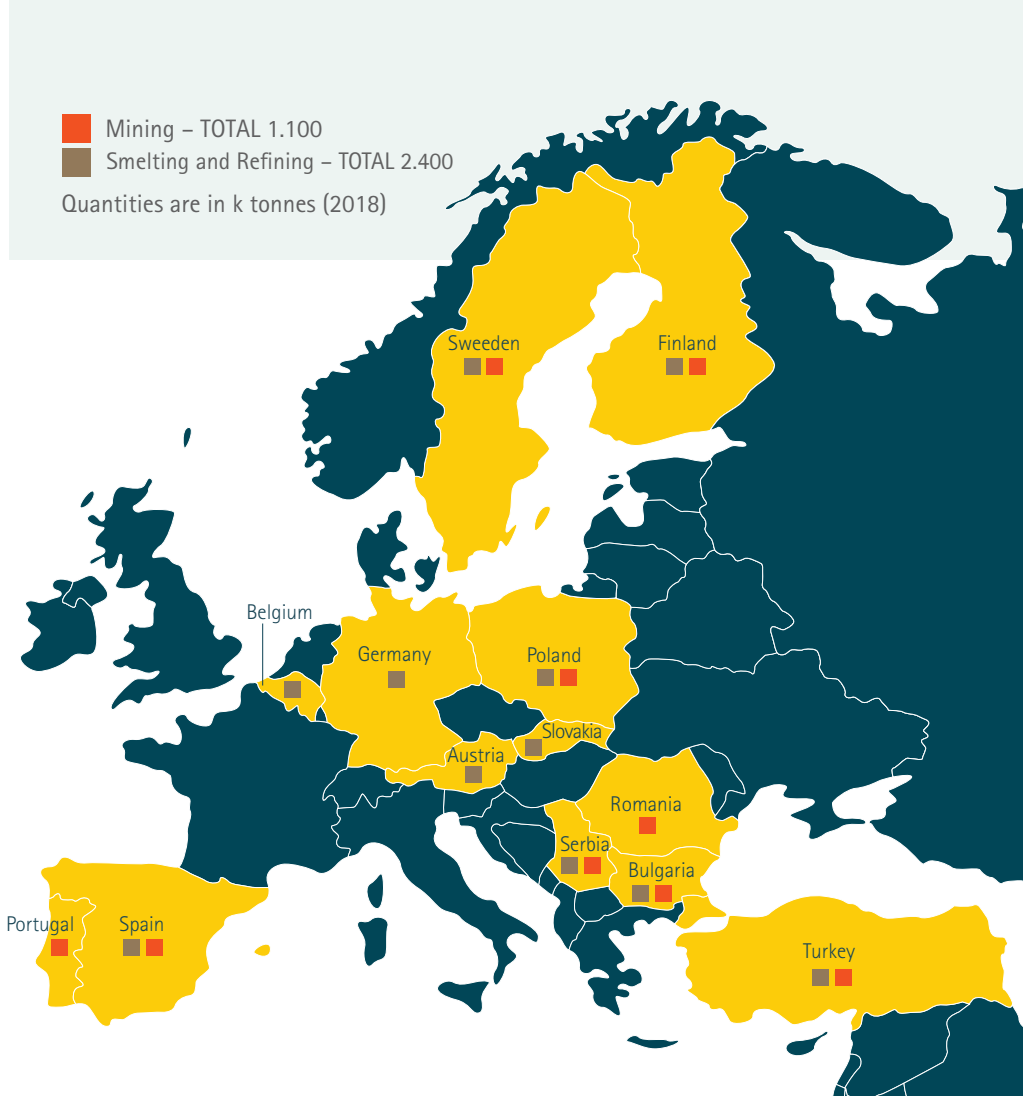 Mining – TOTAL 1.100
Smelting and Refining – TOTAL 2.400
Quantities are in k tonnes (2018)
Sweeden
Finland
Belgium
Germany
Poland
Slovakia
Austria
Romania
Serbia
Bulgaria
Portugal
Spain
Turkey